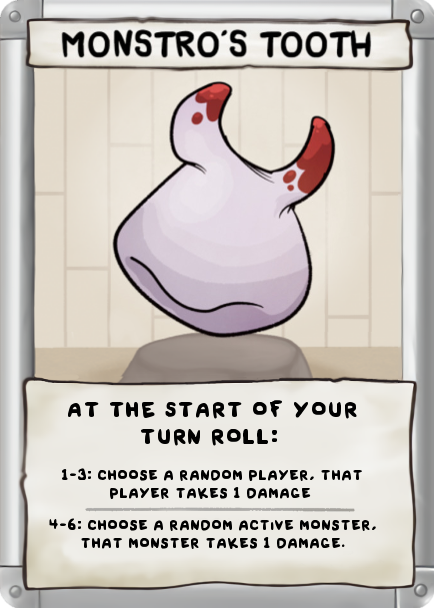 MONSTRO'S TOOTH
AT THE START OF YOUR
TURN ROLL:
1-3: CHOOSE A RANDOM PLAYER, THAT
PLAYER TAKES 1 DAMAGE
4-6: CHOOSE A RANDOM ACTIVE MONSTER,
THAT MONSTER TAKES 1 DAMAGE.